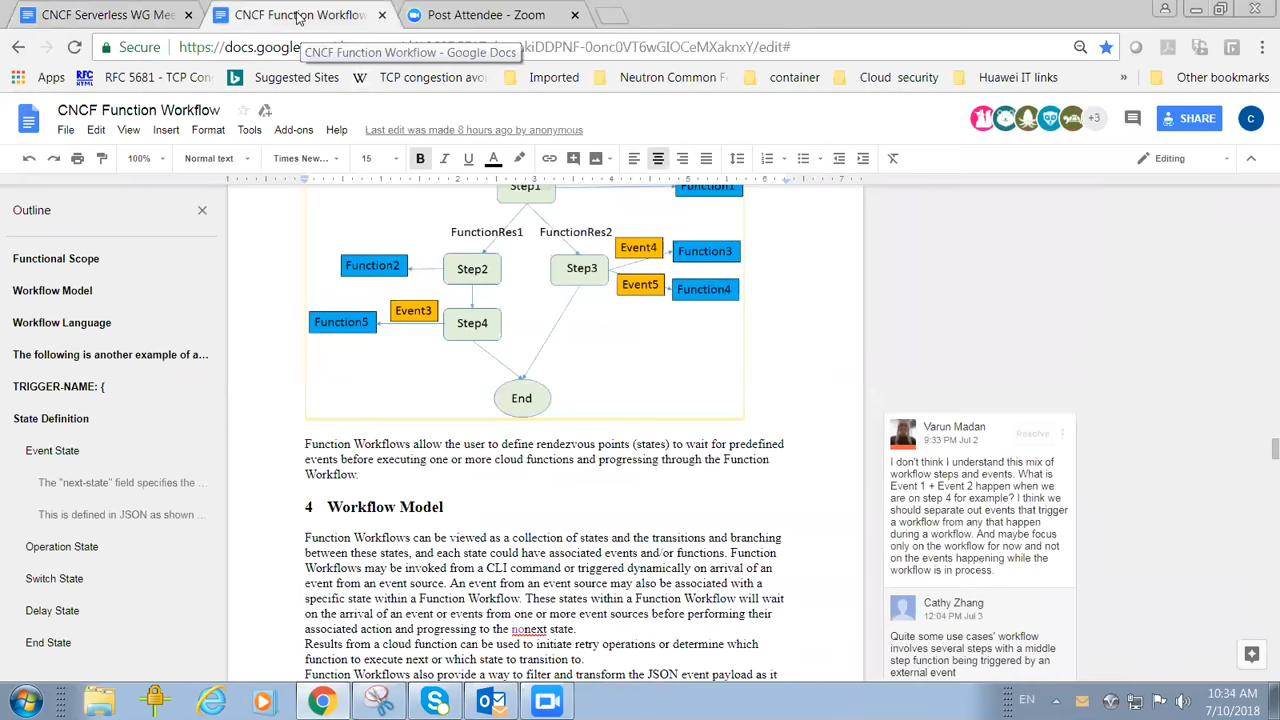 CNCF Serverless WG Mee
CNCF Function Workflow
Post Attendee - Zoom
Secure
https://docs.google
kiDDPNF-0onc0VT6wGIOCeMXaknxY/edit#
CNCF Function Workflow - Google Docs
Apps
RFC 5681 - TCP Con
Suggested Sites
TCP congestion avoi
Imported
Neutron Common
container
Cloud security
Huawei IT links
»
Other bookmarks
CNCF Function Workflow
File Edit View Insert Format Tools Add-ons Help
Last edit was made 8 hours ago by anonymous
+3
SHARE
C
100%
Normal text
Times New...
15
B I U A
Editing
1 1 2 3 4 5 6 7
Outline
Functional Scope
Workflow Model
Workflow Language
The following is another example of a...
TRIGGER-NAME: {
State Definition
Event State
The "next-state" field specifies the ...
This is defined in JSON as shown ...
Operation State
Switch State
Delay State
End State
Step1
Function1
FunctionRes1
FunctionRes2
Event4
Function3
Function2
Step2
Step3
Event5
Function4
Event3
Function5
Step4
End
Function Workflows allow the user to define rendezvous points (states) to wait for predefined
events before executing one or more cloud functions and progressing through the Function
Workflow.
4 Workflow Model
Function Workflows can be viewed as a collection of states and the transitions and branching
between these states, and each state could have associated events and/or functions. Function
Workflows may be invoked from a CLI command or triggered dynamically on arrival of an
event from an event source. An event from an event source may also be associated with a
specific state within a Function Workflow. These states within a Function Workflow will wait
on the arrival of an event or events from one or more event sources before performing their
associated action and progressing to the nonext state.
Results from a cloud function can be used to initiate retry operations or determine which
function to execute next or which state to transition to.
Function Workflows also provide a way to filter and transform the JSON event payload as it
Varun Madan
9:33 PM Jul 2
Resolve
I don't think I understand this mix of
workflow steps and events. What is
Event 1 + Event 2 happen when we
are on step 4 for example? I think we
should separate out events that trigger
a workflow from any that happen
during a workflow. And maybe focus
only on the workflow for now and not
on the events happening while the
workflow is in process.
Cathy Zhang
12:04 PM Jul 3
Quite some use cases' workflow
involves several steps with a middle
step function being triggered by an
external event
EN
10:34 AM
7/10/2018